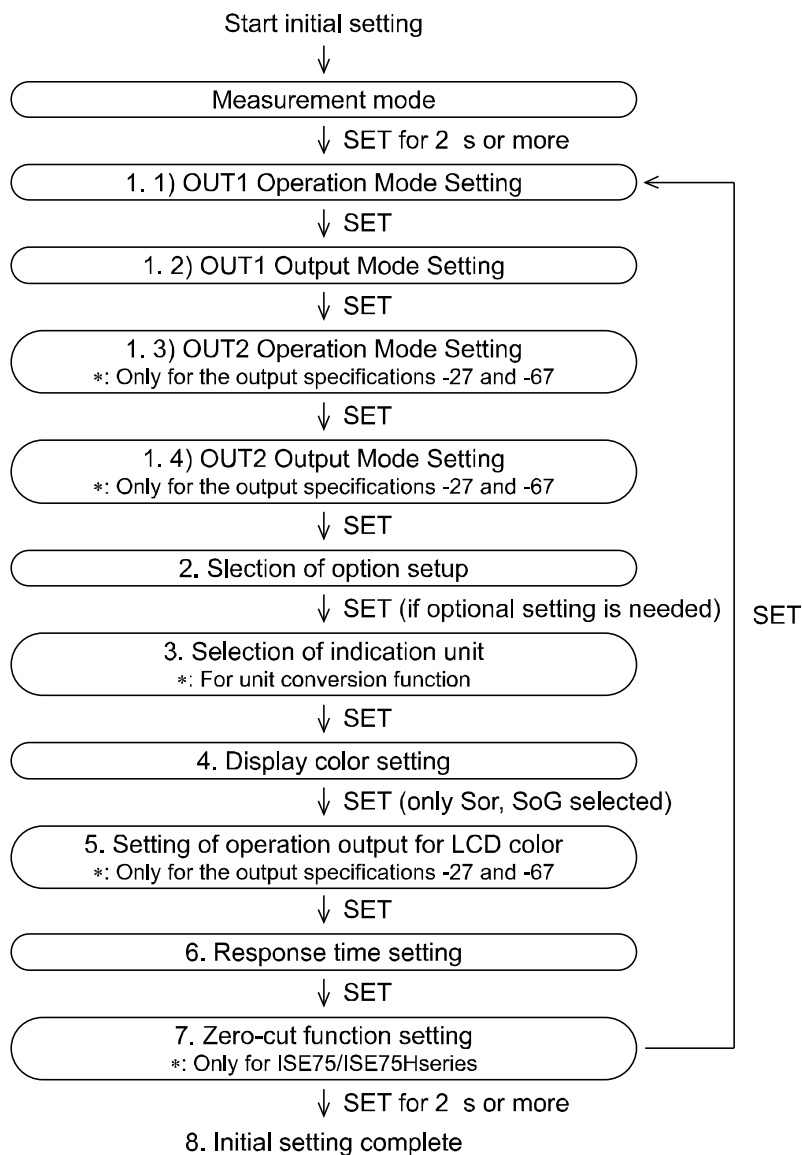 Start initial setting
Measurement mode
SET for 2 s or more
1. 1) OUT1 Operation Mode Setting
SET
1. 2) OUT1 Output Mode Setting
SET
1. 3) OUT2 Operation Mode Setting
*: Only for the output specifications -27 and -67
SET
1. 4) OUT2 Output Mode Setting
*: Only for the output specifications -27 and -67
SET
2. Slection of option setup
SET (if optional setting is needed)
SET
3. Selection of indication unit
*: For unit conversion function
SET
4. Display color setting
SET (only Sor, SoG selected)
5. Setting of operation output for LCD color
*: Only for the output specifications -27 and -67
SET
6. Response time setting
SET
7. Zero-cut function setting
*: Only for ISE75/ISE75Hseries
SET for 2 s or more
8. Initial setting complete